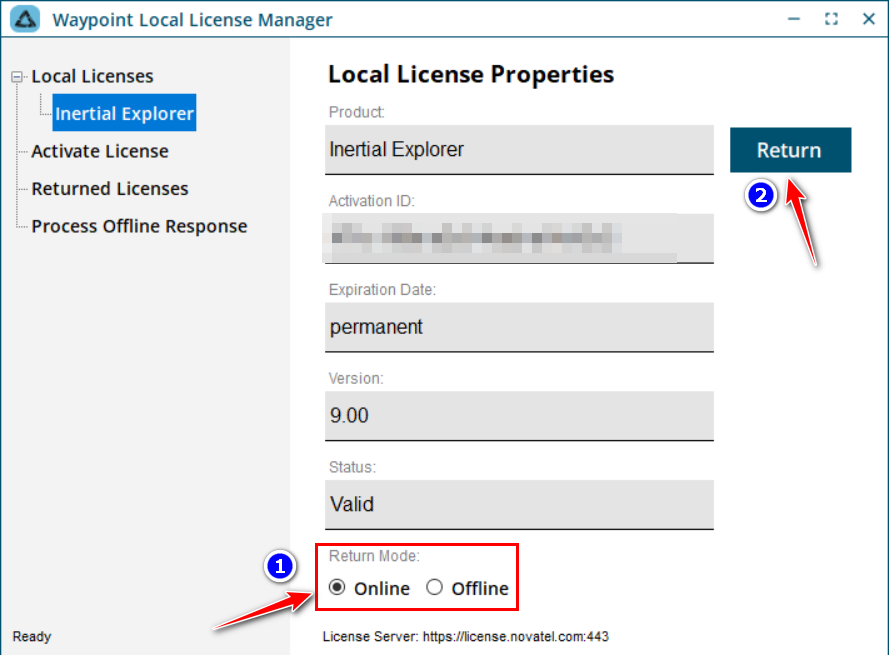 Waypoint Local License Manager
Local Licenses
Inertial Explorer
Activate License
Returned Licenses
Process Offline Response
Local License Properties
Product:
Inertial Explorer
Return
2
Activation ID:
Expiration Date:
permanent
Version:
9.00
Status:
Valid
1
Return Mode:
Online Offline
Ready
License Server: https://license.novatel.com:443